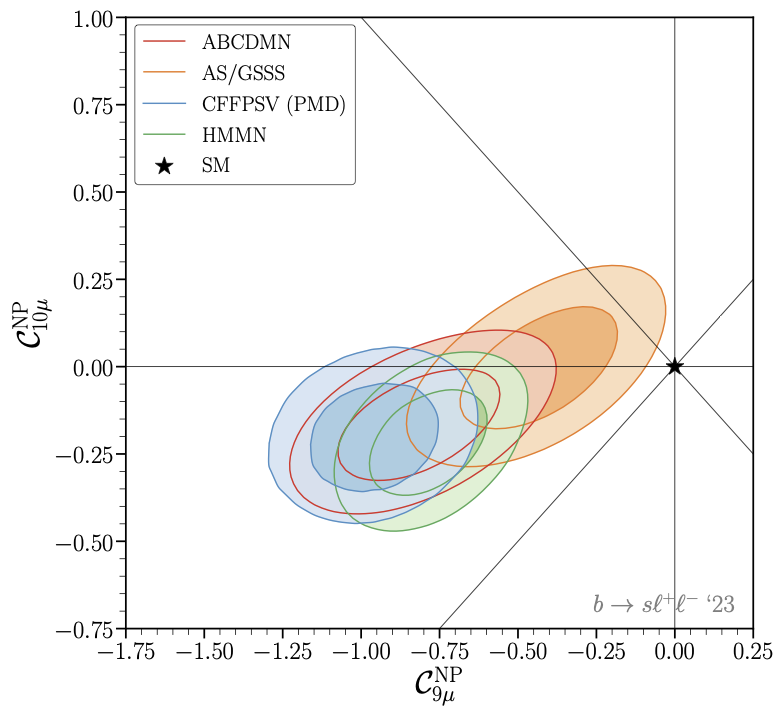 ABCDMN
AS/GSSS
CFFPSV (PMD)
HMMN
SM
1.00
0.75
0.50
0.25
0.00
−0.25
−0.50
−0.75
𝓒₁₀μᴺᴾ
b → sℓ⁺ℓ⁻ ‘23
−1.75 −1.50 −1.25 −1.00 −0.75 −0.50 −0.25 0.00 0.25
𝓒₉μᴺᴾ